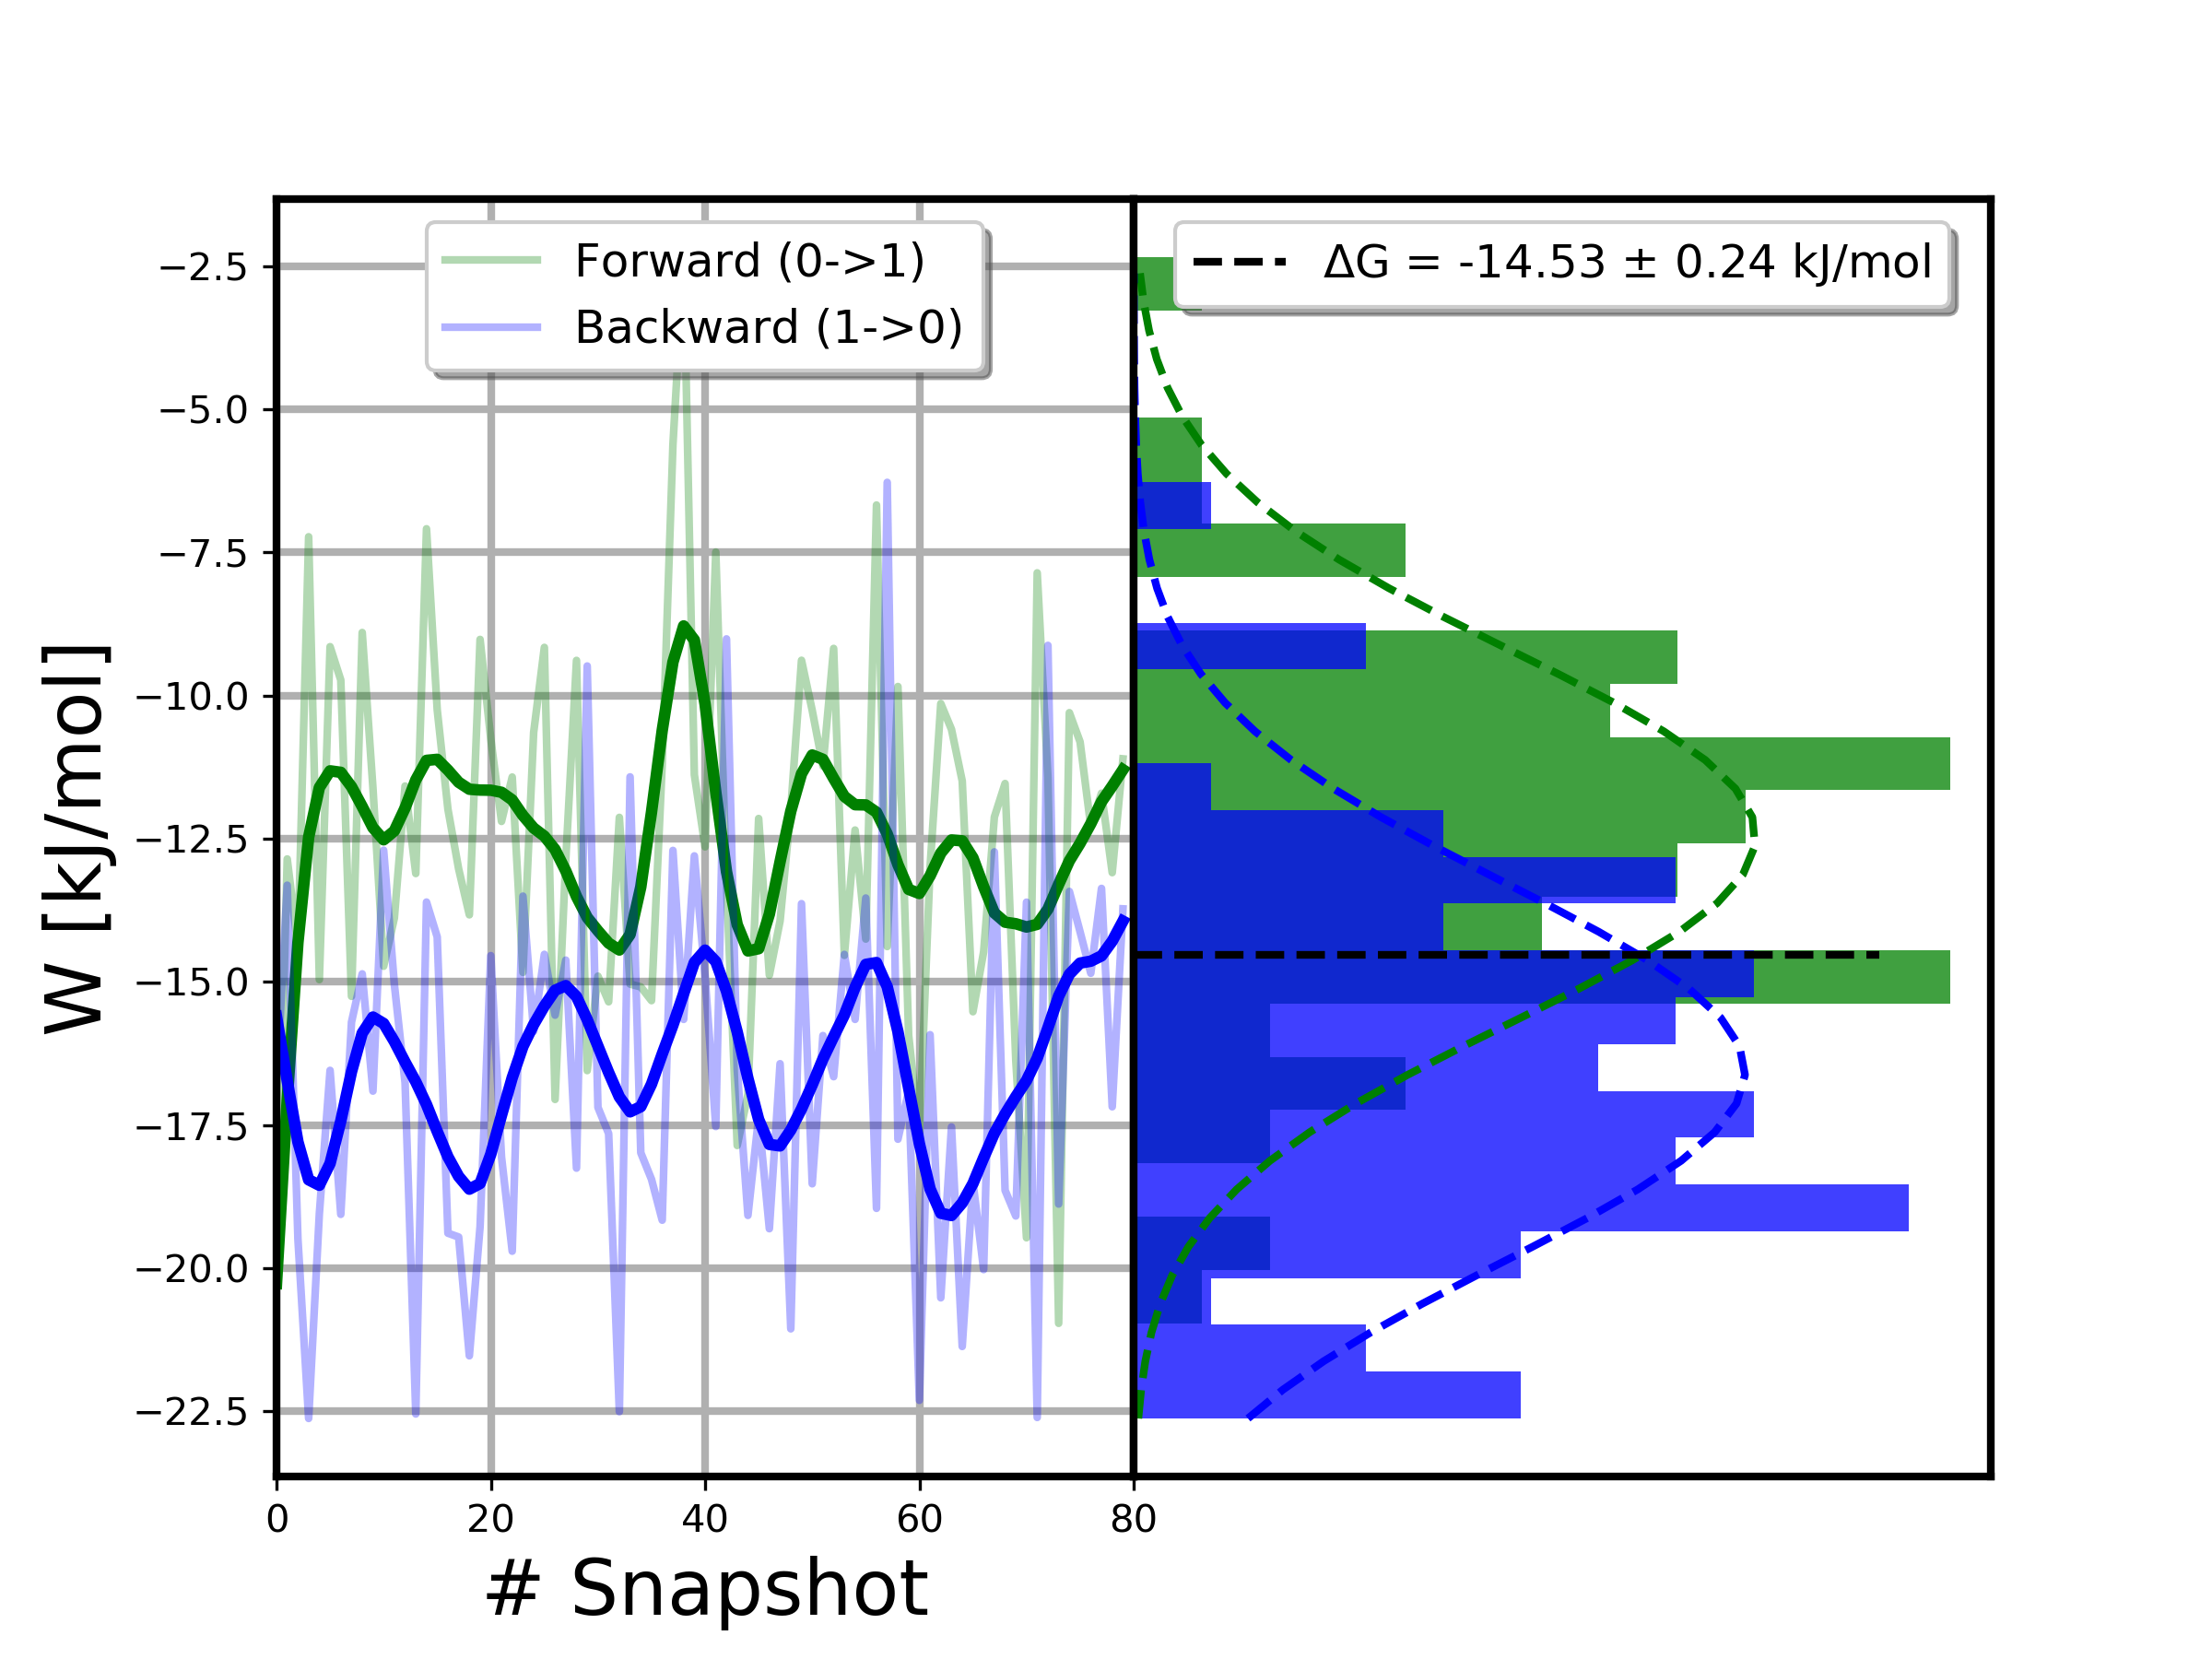 Forward (0->1)
Backward (1->0)
ΔG = -14.53 ± 0.24 kJ/mol
−2.5
−5.0
−7.5
−10.0
−12.5
−15.0
−17.5
−20.0
−22.5
W [kJ/mol]
0 20 40 60 80
# Snapshot